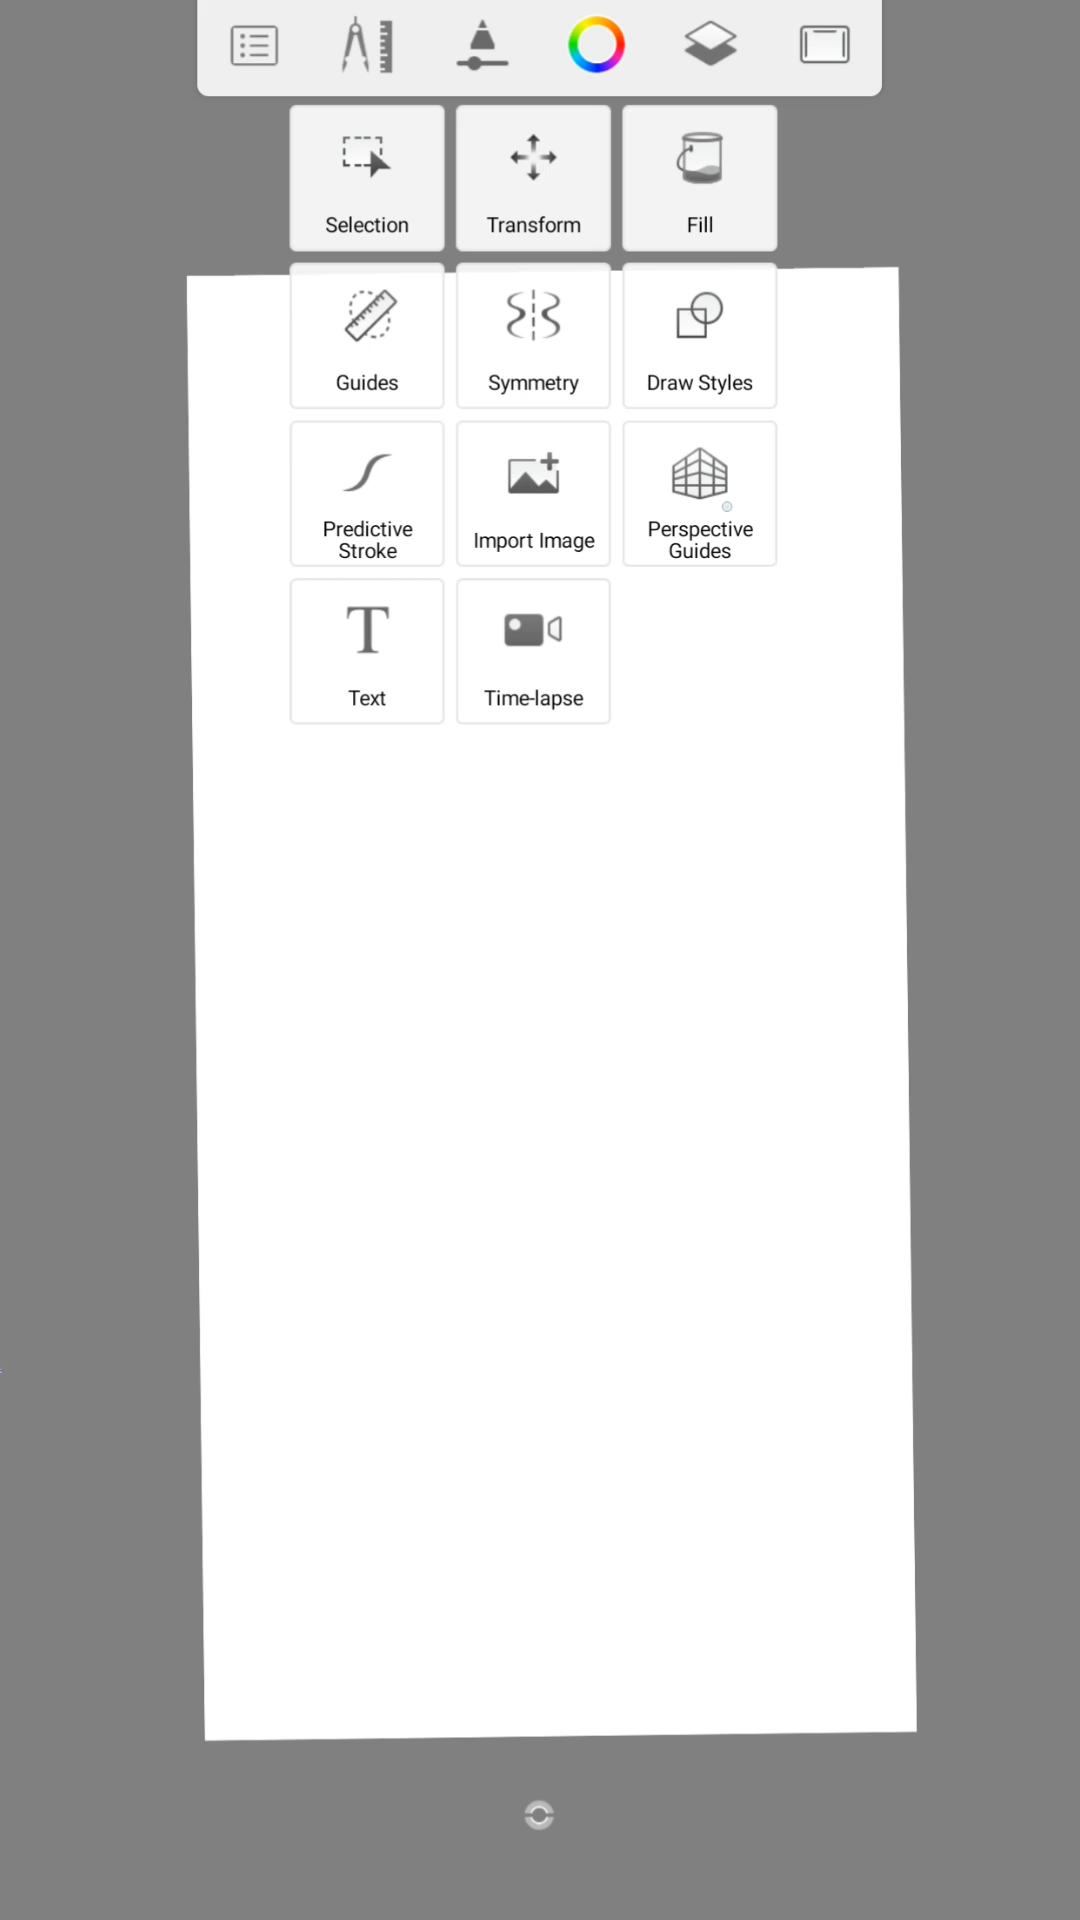 Selection
Transform
Fill
Guides
Symmetry
Draw Styles
Predictive
Stroke
Import Image
Perspective
Guides
Text
Time-lapse